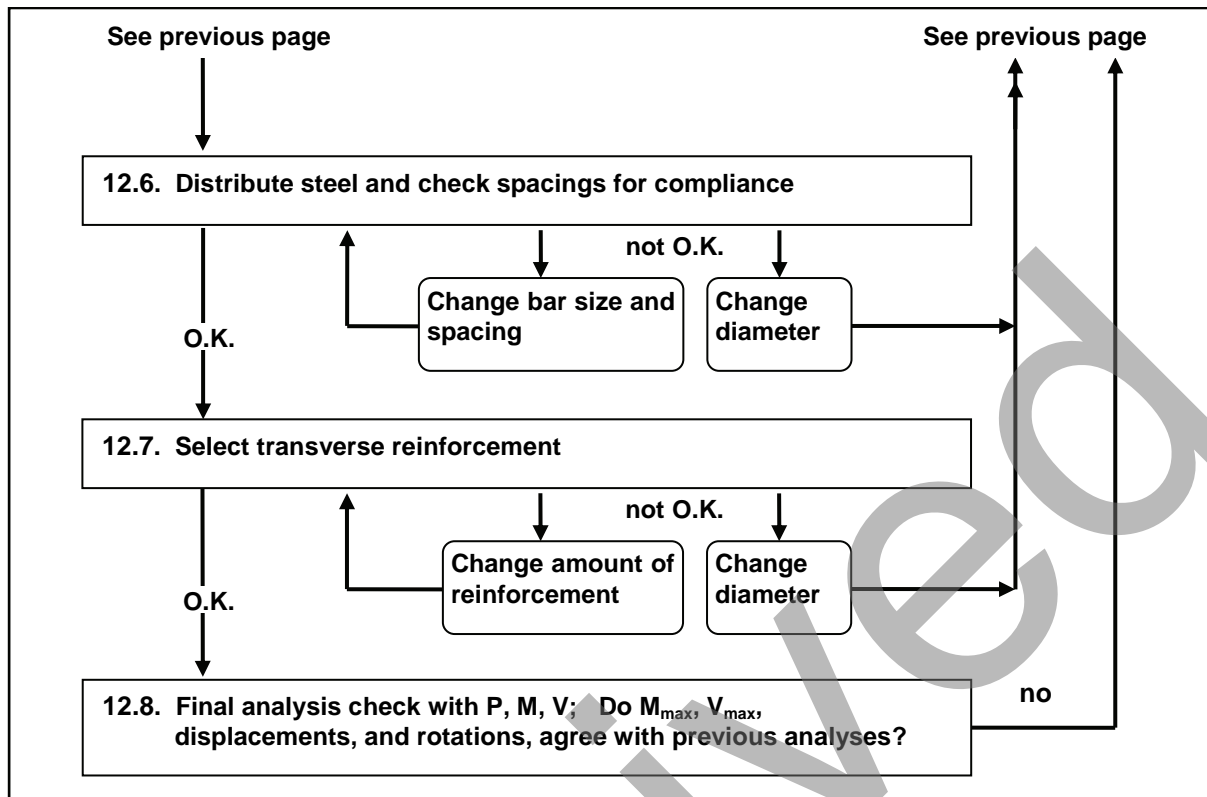 See previous page
See previous page
12.6. Distribute steel and check spacings for compliance
not O.K.
Change bar size and
spacing
Change
diameter
O.K.
12.7. Select transverse reinforcement
not O.K.
Change amount of
reinforcement
Change
diameter
O.K.
12.8. Final analysis check with P, M, V; Do Mmax, Vmax,
displacements, and rotations, agree with previous analyses?
no
ived